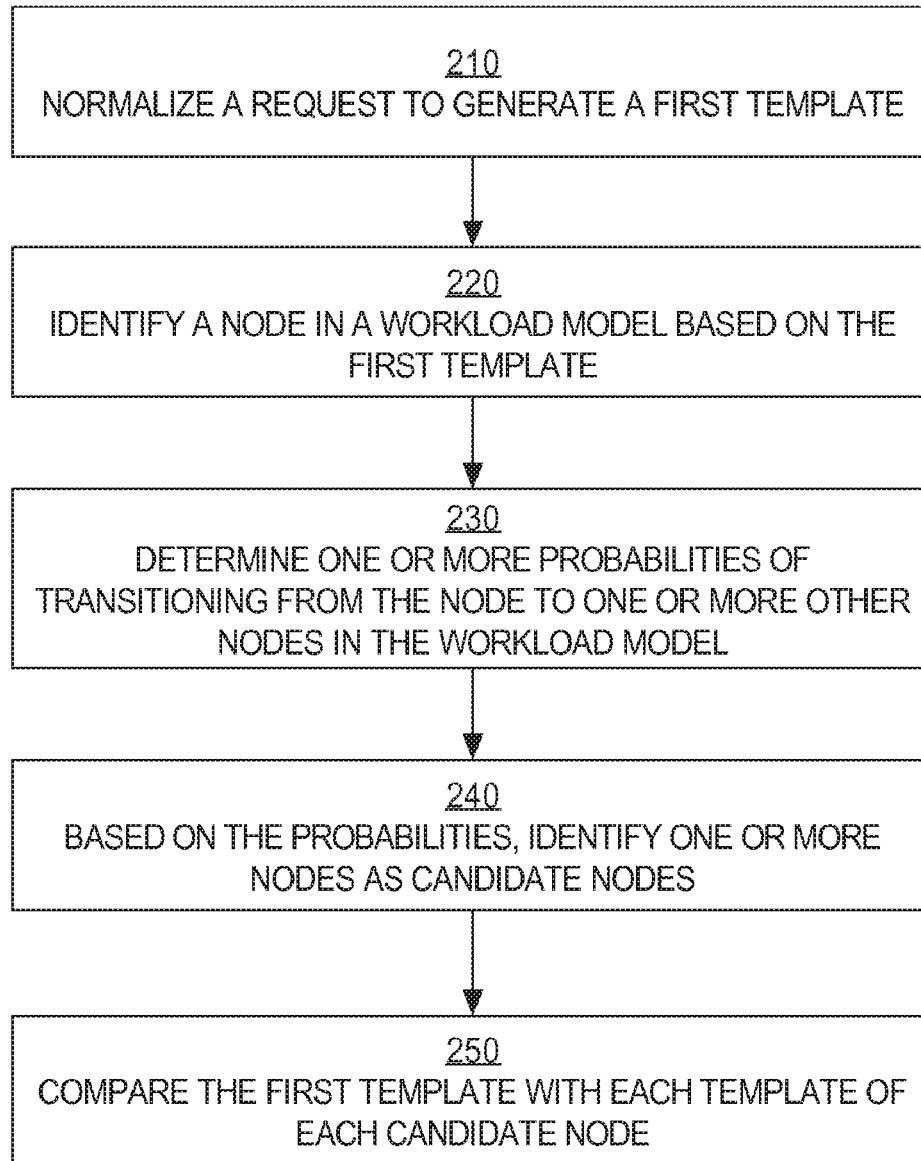 210
NORMALIZE A REQUEST TO GENERATE A FIRST TEMPLATE
220
IDENTIFY A NODE IN A WORKLOAD MODEL BASED ON THE
FIRST TEMPLATE
230
DETERMINE ONE OR MORE PROBABILITIES OF
TRANSITIONING FROM THE NODE TO ONE OR MORE OTHER
NODES IN THE WORKLOAD MODEL
240
BASED ON THE PROBABILITIES, IDENTIFY ONE OR MORE
NODES AS CANDIDATE NODES
250
COMPARE THE FIRST TEMPLATE WITH EACH TEMPLATE OF
EACH CANDIDATE NODE